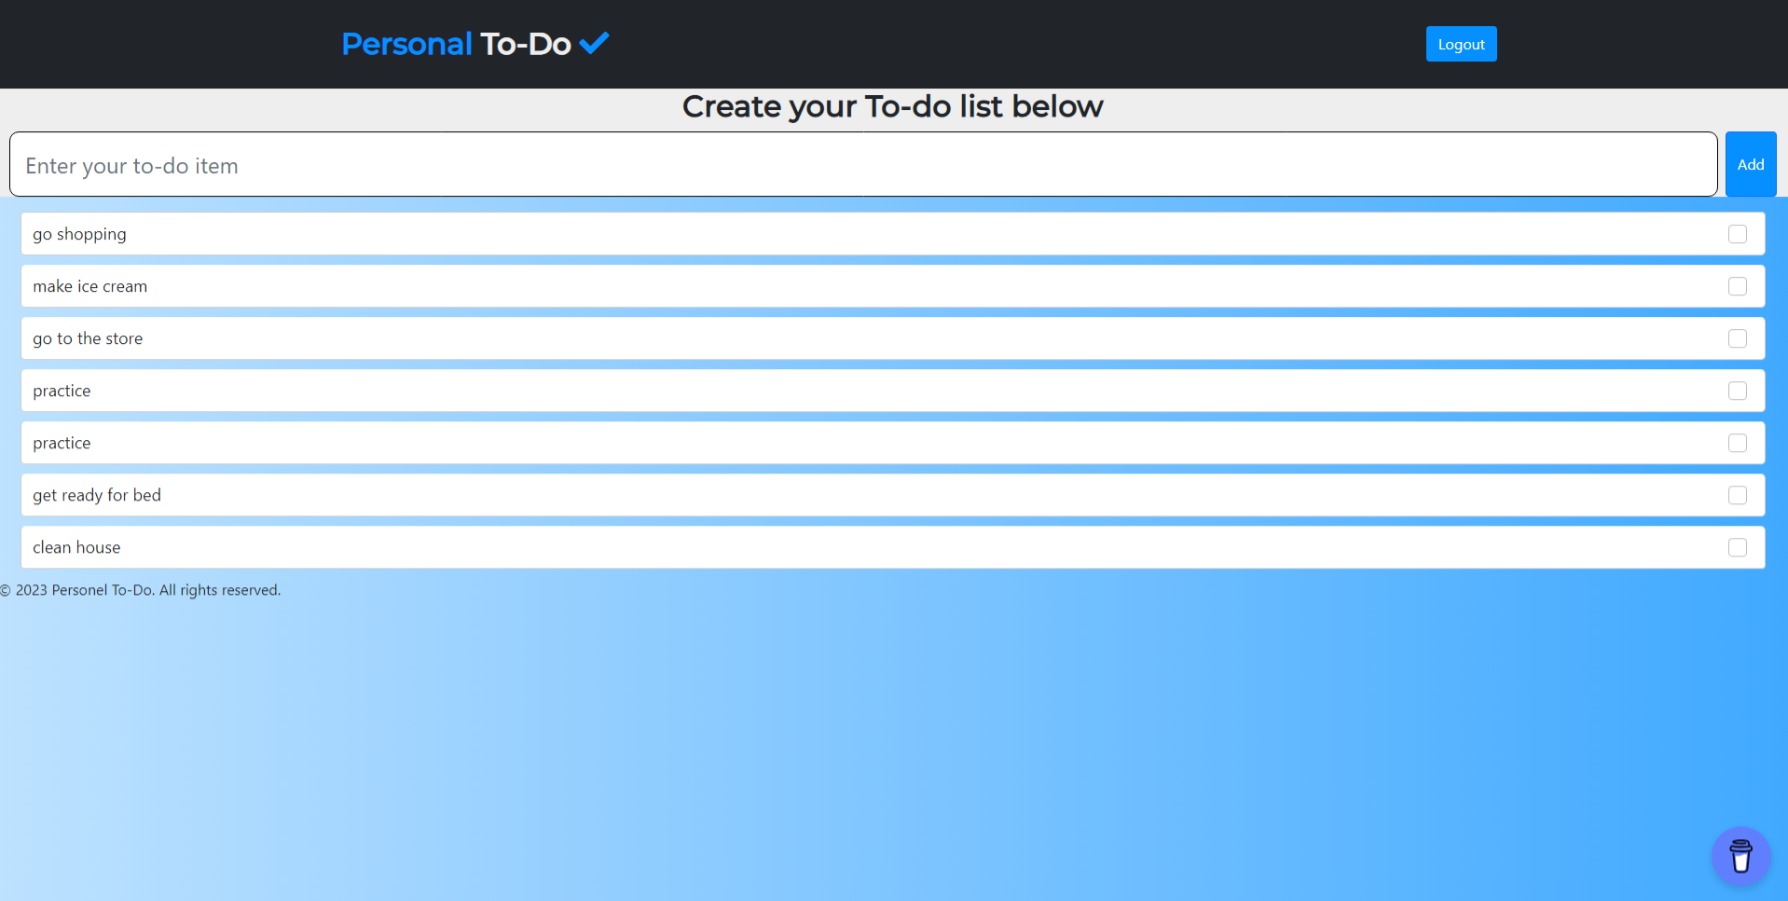 Personal To-Do
Logout
Create your To-do list below
Enter your to-do item
Add
go shopping
make ice cream
go to the store
practice
practice
get ready for bed
clean house
© 2023 Personel To-Do. All rights reserved.